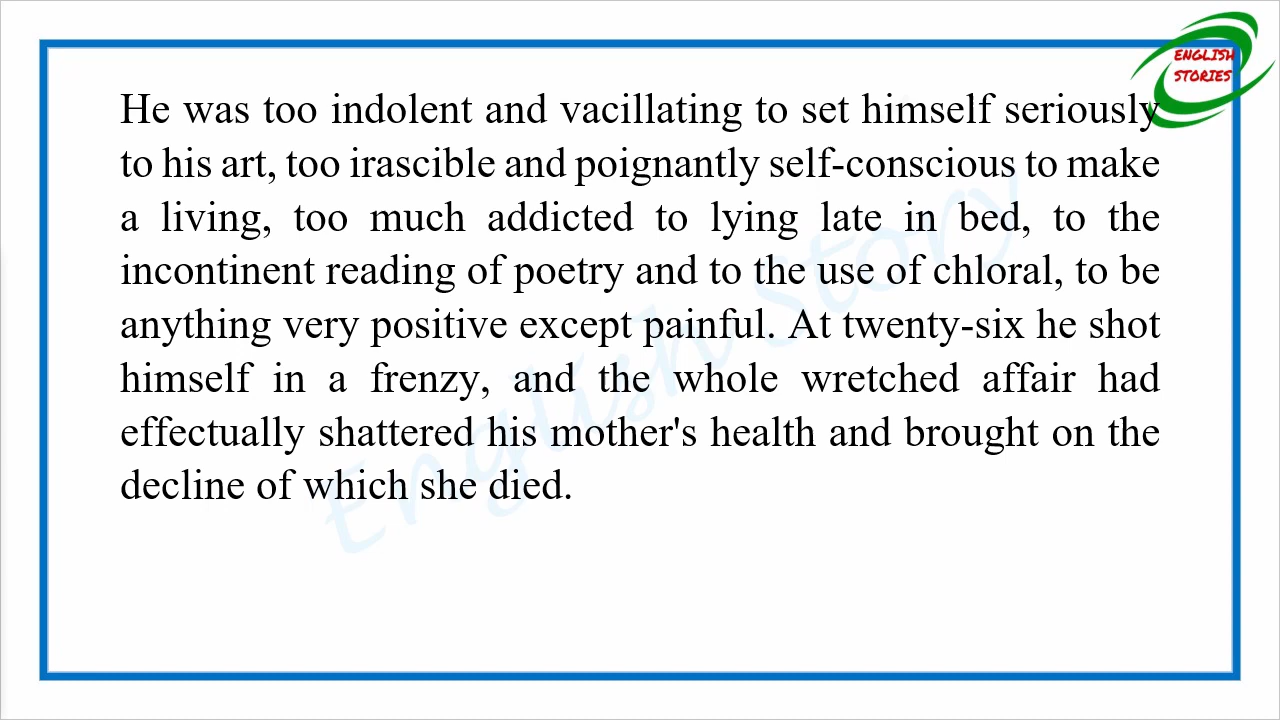 ENGLISH
STORIES
He was too indolent and vacillating to set himself seriously
to his art, too irascible and poignantly self-conscious to make
a living, too much addicted to lying late in bed, to the
incontinent reading of poetry and to the use of chloral, to be
anything very positive except painful. At twenty-six he shot
himself in a frenzy, and the whole wretched affair had
effectually shattered his mother's health and brought on the
decline of which she died.
English Story